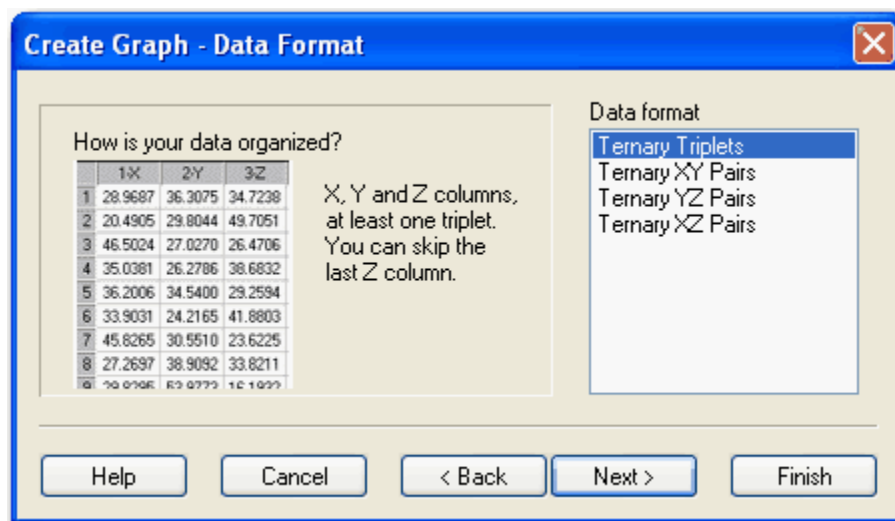 Create Graph - Data Format
How is your data organized?
1-X 2-Y 3-Z
1 28.9687 36.3075 34.7238
2 20.4905 29.8044 49.7051
3 46.5024 27.0270 26.4706
4 35.0381 26.2786 38.6832
5 36.2006 34.5400 29.2594
6 33.9031 24.2165 41.8803
7 45.8265 30.5510 23.6225
8 27.2697 38.9092 33.8211
X, Y and Z columns,
at least one triplet.
You can skip the
last Z column.
Data format
Ternary Triplets
Ternary XY Pairs
Ternary YZ Pairs
Ternary XZ Pairs
Help Cancel < Back Next > Finish